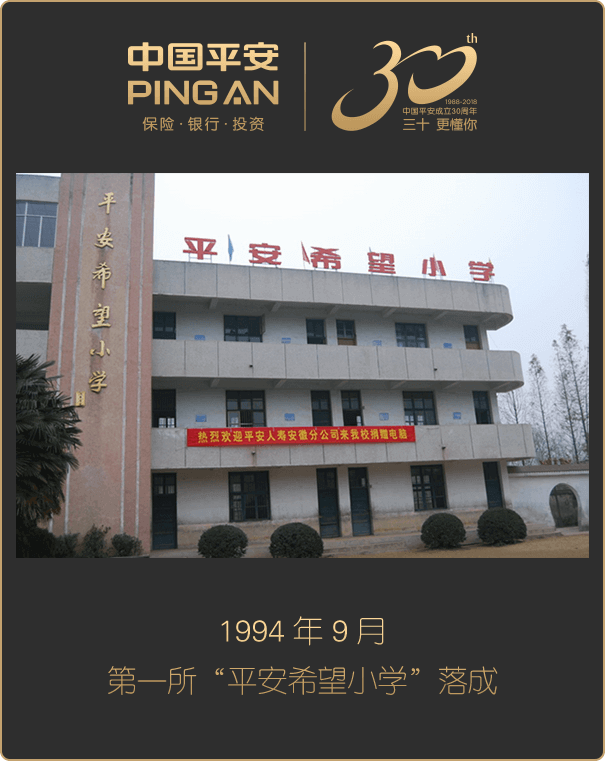 中国平安
PING AN
保险·银行·投资
30th
1988-2018
中国平安成立30周年
三十 更懂你
平安希望小学
平安希望小学
热烈欢迎平安人寿安徽分公司来我校捐赠电脑
1994年9月
第一所“平安希望小学”落成